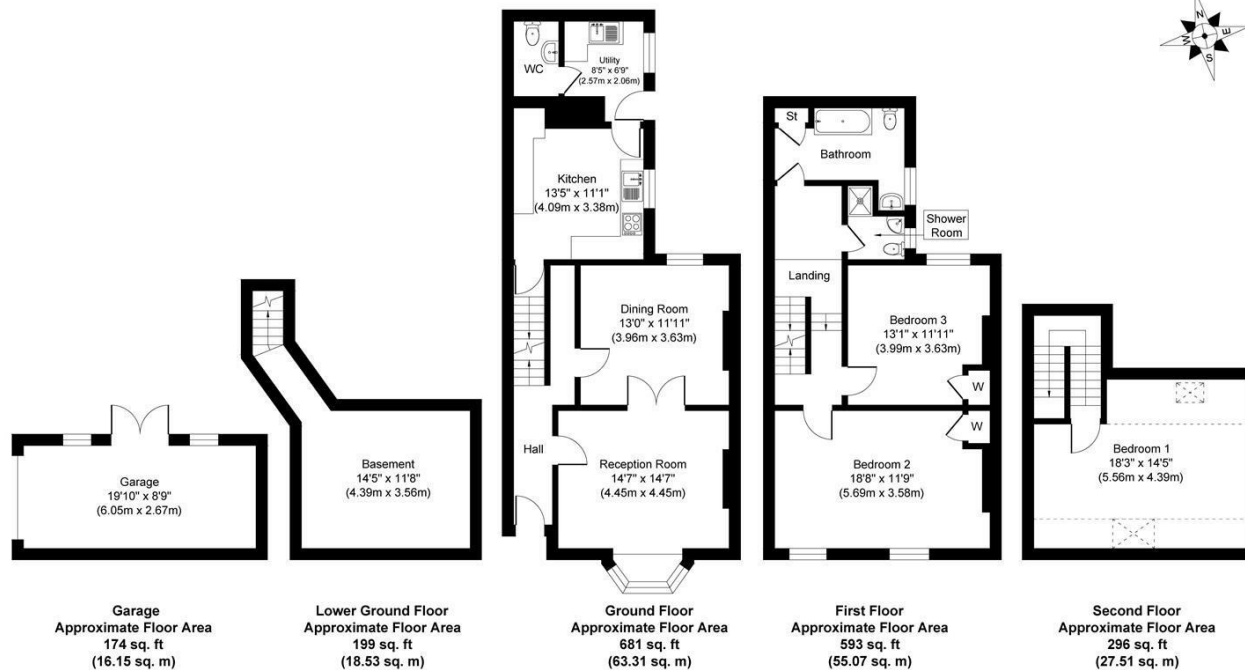 N
W
E
S
WC
Utility
8'5" x 6'9"
(2.57m x 2.06m)
Kitchen
13'5" x 11'1"
(4.09m x 3.38m)
Dining Room
13'0" x 11'11"
(3.96m x 3.63m)
Hall
Reception Room
14'7" x 14'7"
(4.45m x 4.45m)
St
Bathroom
Shower
Room
Landing
Bedroom 3
13'1" x 11'11"
(3.99m x 3.63m)
W
W
Bedroom 2
18'8" x 11'9"
(5.69m x 3.58m)
Bedroom 1
18'3" x 14'5"
(5.56m x 4.39m)
Basement
14'5" x 11'8"
(4.39m x 3.56m)
Garage
19'10" x 8'9"
(6.05m x 2.67m)
Garage
Approximate Floor Area
174 sq. ft
(16.15 sq. m)
Lower Ground Floor
Approximate Floor Area
199 sq. ft
(18.53 sq. m)
Ground Floor
Approximate Floor Area
681 sq. ft
(63.31 sq. m)
First Floor
Approximate Floor Area
593 sq. ft
(55.07 sq. m)
Second Floor
Approximate Floor Area
296 sq. ft
(27.51 sq. m)